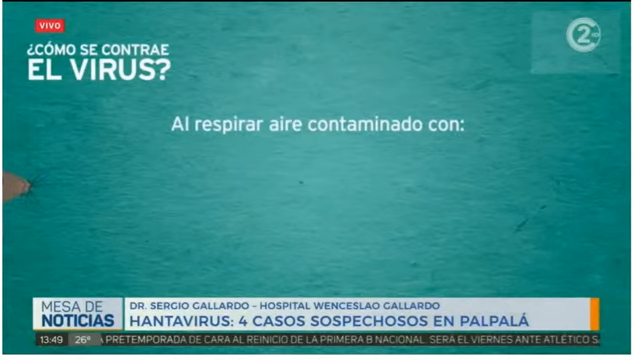 VIVO
2
¿CÓMO SE CONTRAE
EL VIRUS?
Al respirar aire contaminado con:
MESA DE
NOTICIAS
DR. SERGIO GALLARDO – HOSPITAL WENCESLAO GALLARDO
HANTAVIRUS: 4 CASOS SOSPECHOSOS EN PALPALÁ
13:49 26° A PRETEMPORADA DE CARA AL REINICIO DE LA PRIMERA B NACIONAL. SERÁ EL VIERNES ANTE ATLÉTICO S